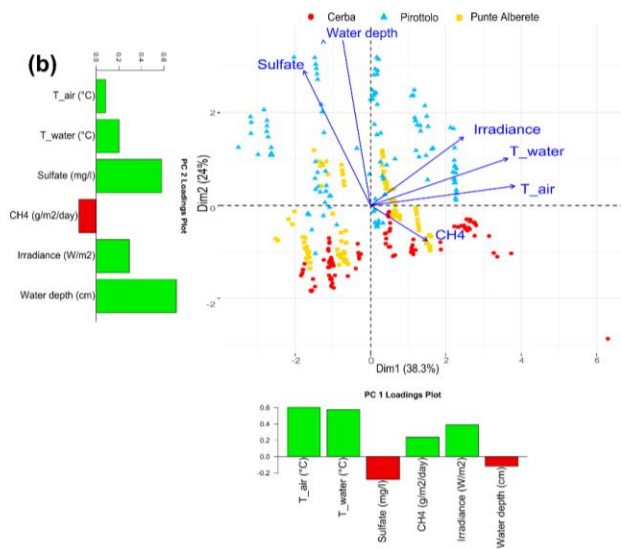 Cerba Pirottolo Punte Alberete
(b)
0.0 0.2 0.4 0.6
T_air (°C)
T_water (°C)
Sulfate (mg/l)
CH4 (g/m2/day)
Irradiance (W/m2)
Water depth (cm)
PC 2 Loadings Plot
Water depth
Sulfate
Irradiance
T_water
T_air
CH4
2
0
-2
Dim2 (24%)
-2 0 2 4 6
Dim1 (38.3%)
PC 1 Loadings Plot
0.6
0.4
0.2
0.0
-0.2
T_air (°C)
T_water (°C)
Sulfate (mg/l)
CH4 (g/m2/day)
Irradiance (W/m2)
Water depth (cm)